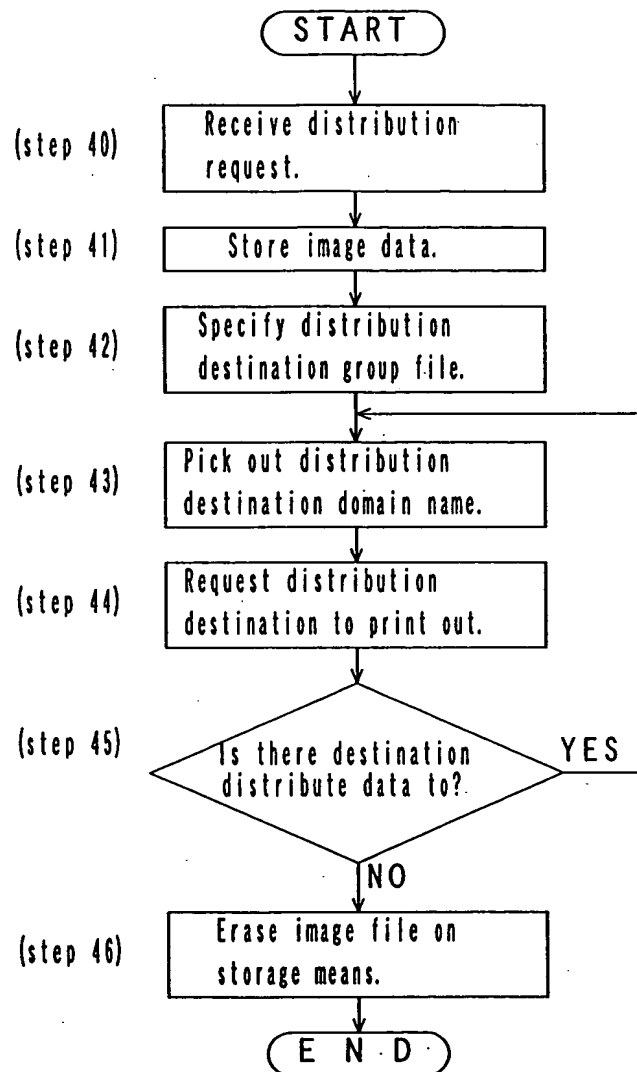 START
(step 40)
Receive distribution
request.
(step 41)
Store image data.
(step 42)
Specify distribution
destination group file.
(step 43)
Pick out distribution
destination domain name.
(step 44)
Request distribution
destination to print out.
(step 45)
Is there destination
distribute data to?
YES
NO
(step 46)
Erase image file on
storage means.
END